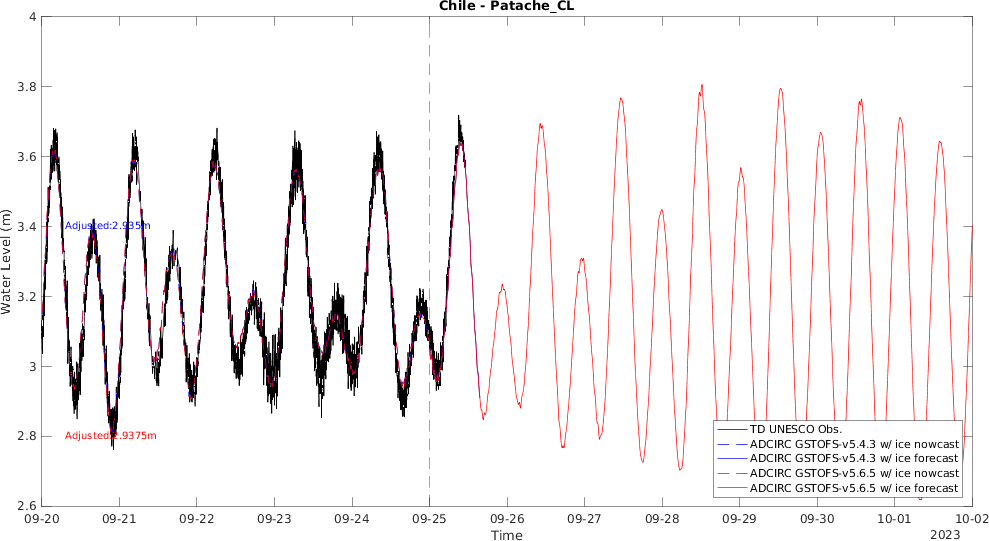 Chile - Patache_CL
4
3.8
3.6
3.4
3.2
3
2.8
2.6
Water Level (m)
Adjusted:2.935m
Adjusted:2.9375m
TD UNESCO Obs.
ADCIRC GSTOFS-v5.4.3 w/ ice nowcast
ADCIRC GSTOFS-v5.4.3 w/ ice forecast
ADCIRC GSTOFS-v5.6.5 w/ ice nowcast
ADCIRC GSTOFS-v5.6.5 w/ ice forecast
09-20 09-21 09-22 09-23 09-24 09-25 09-26 09-27 09-28 09-29 09-30 10-01 10-02
Time
2023